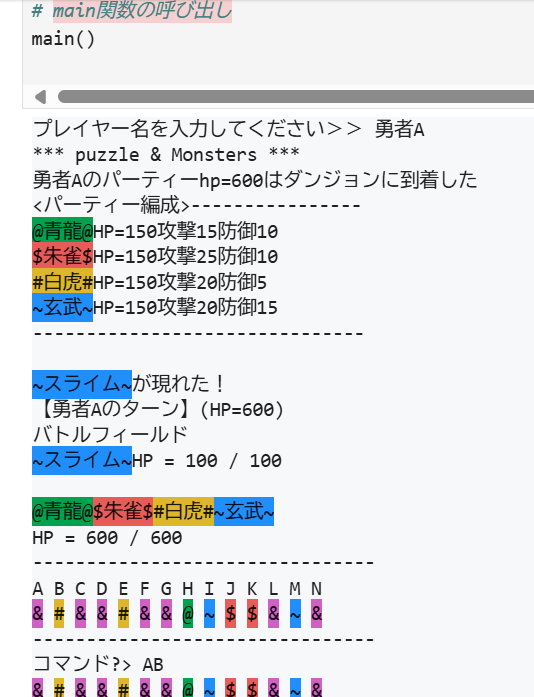 # main関数の呼び出し
main()
プレイヤー名を入力してください＞＞ 勇者A
*** puzzle & Monsters ***
勇者Aのパーティーhp=600はダンジョンに到着した
<パーティー編成>----------------
@青龍@HP=150攻撃15防御10
$朱雀$HP=150攻撃25防御10
#白虎#HP=150攻撃20防御5
~玄武~HP=150攻撃20防御15
-------------------------------
~スライム~が現れた！
【勇者Aのターン】(HP=600)
バトルフィールド
~スライム~HP = 100 / 100
@青龍@$朱雀$#白虎#~玄武~
HP = 600 / 600
--------------------------------
A B C D E F G H I J K L M N
& # & & # & & @ ~ $ $ & ~ &
--------------------------------
コマンド?> AB
& # & & # & & @ ~ $ $ & ~ &